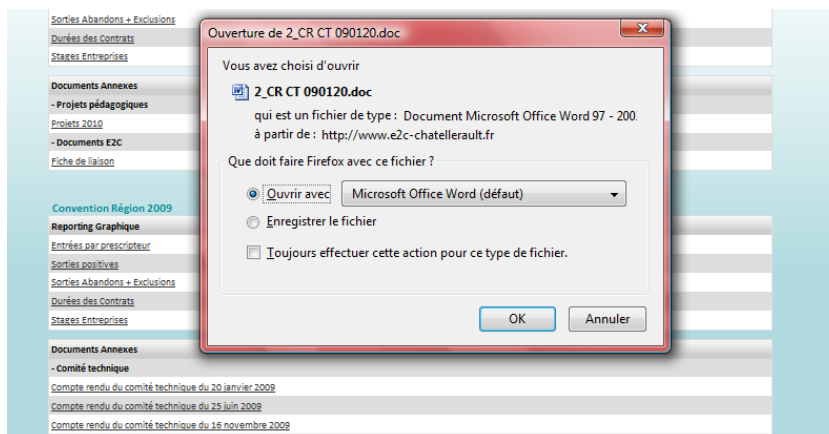 Sorties Abandons + Exclusions
Durées des Contrats
Stages Entreprises
Documents Annexes
- Projets pédagogiques
Projets 2010
- Documents E2C
Fiche de liaison
Convention Région 2009
Reporting Graphique
Entrées par prescripteur
Sorties positives
Sorties Abandons + Exclusions
Durées des Contrats
Stages Entreprises
Documents Annexes
- Comité technique
Compte rendu du comité technique du 20 janvier 2009
Compte rendu du comité technique du 25 juin 2009
Compte rendu du comité technique du 16 novembre 2009
Ouverture de 2_CR CT 090120.doc
Vous avez choisi d'ouvrir
2_CR CT 090120.doc
qui est un fichier de type : Document Microsoft Office Word 97 - 200
à partir de : http://www.e2c-chatellerault.fr
Que doit faire Firefox avec ce fichier ?
Ouvrir avec Microsoft Office Word (défaut)
Enregistrer le fichier
Toujours effectuer cette action pour ce type de fichier.
OK Annuler